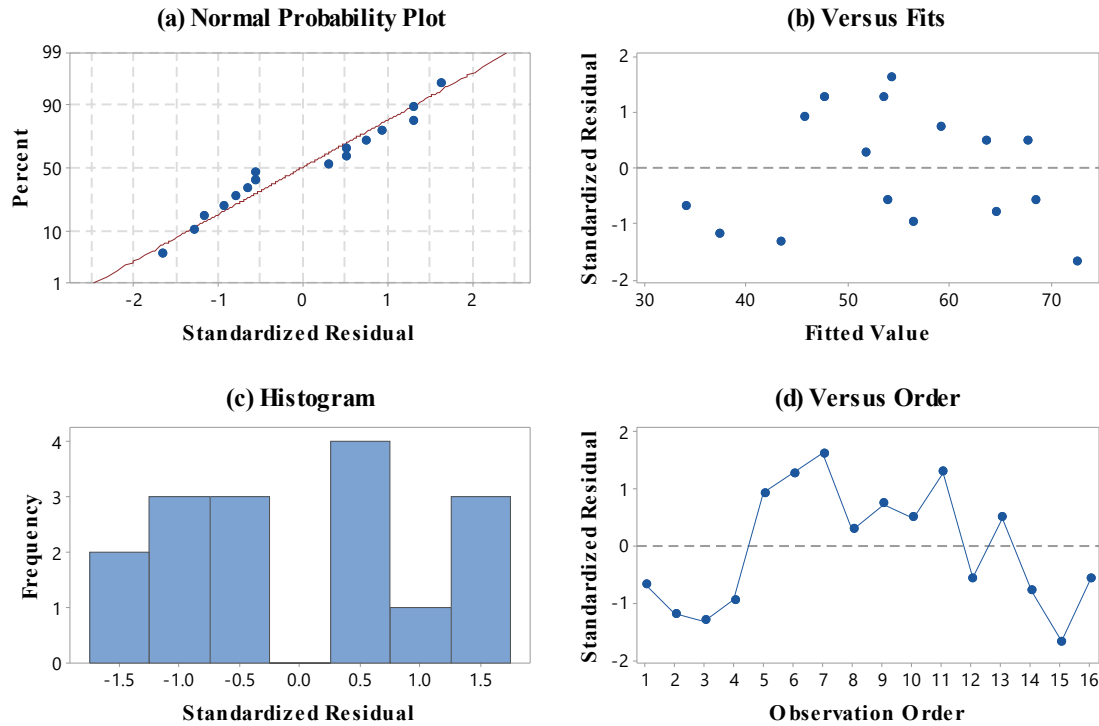 (a) Normal Probability Plot
99
90
50
10
1
Percent
-2 -1 0 1 2
Standardized Residual
(b) Versus Fits
2
1
0
-1
-2
Standardized Residual
30 40 50 60 70
Fitted Value
(c) Histogram
4
3
2
1
0
Frequency
-1.5 -1.0 -0.5 0.0 0.5 1.0 1.5
Standardized Residual
(d) Versus Order
2
1
0
-1
-2
Standardized Residual
1 2 3 4 5 6 7 8 9 10 11 12 13 14 15 16
Observation Order